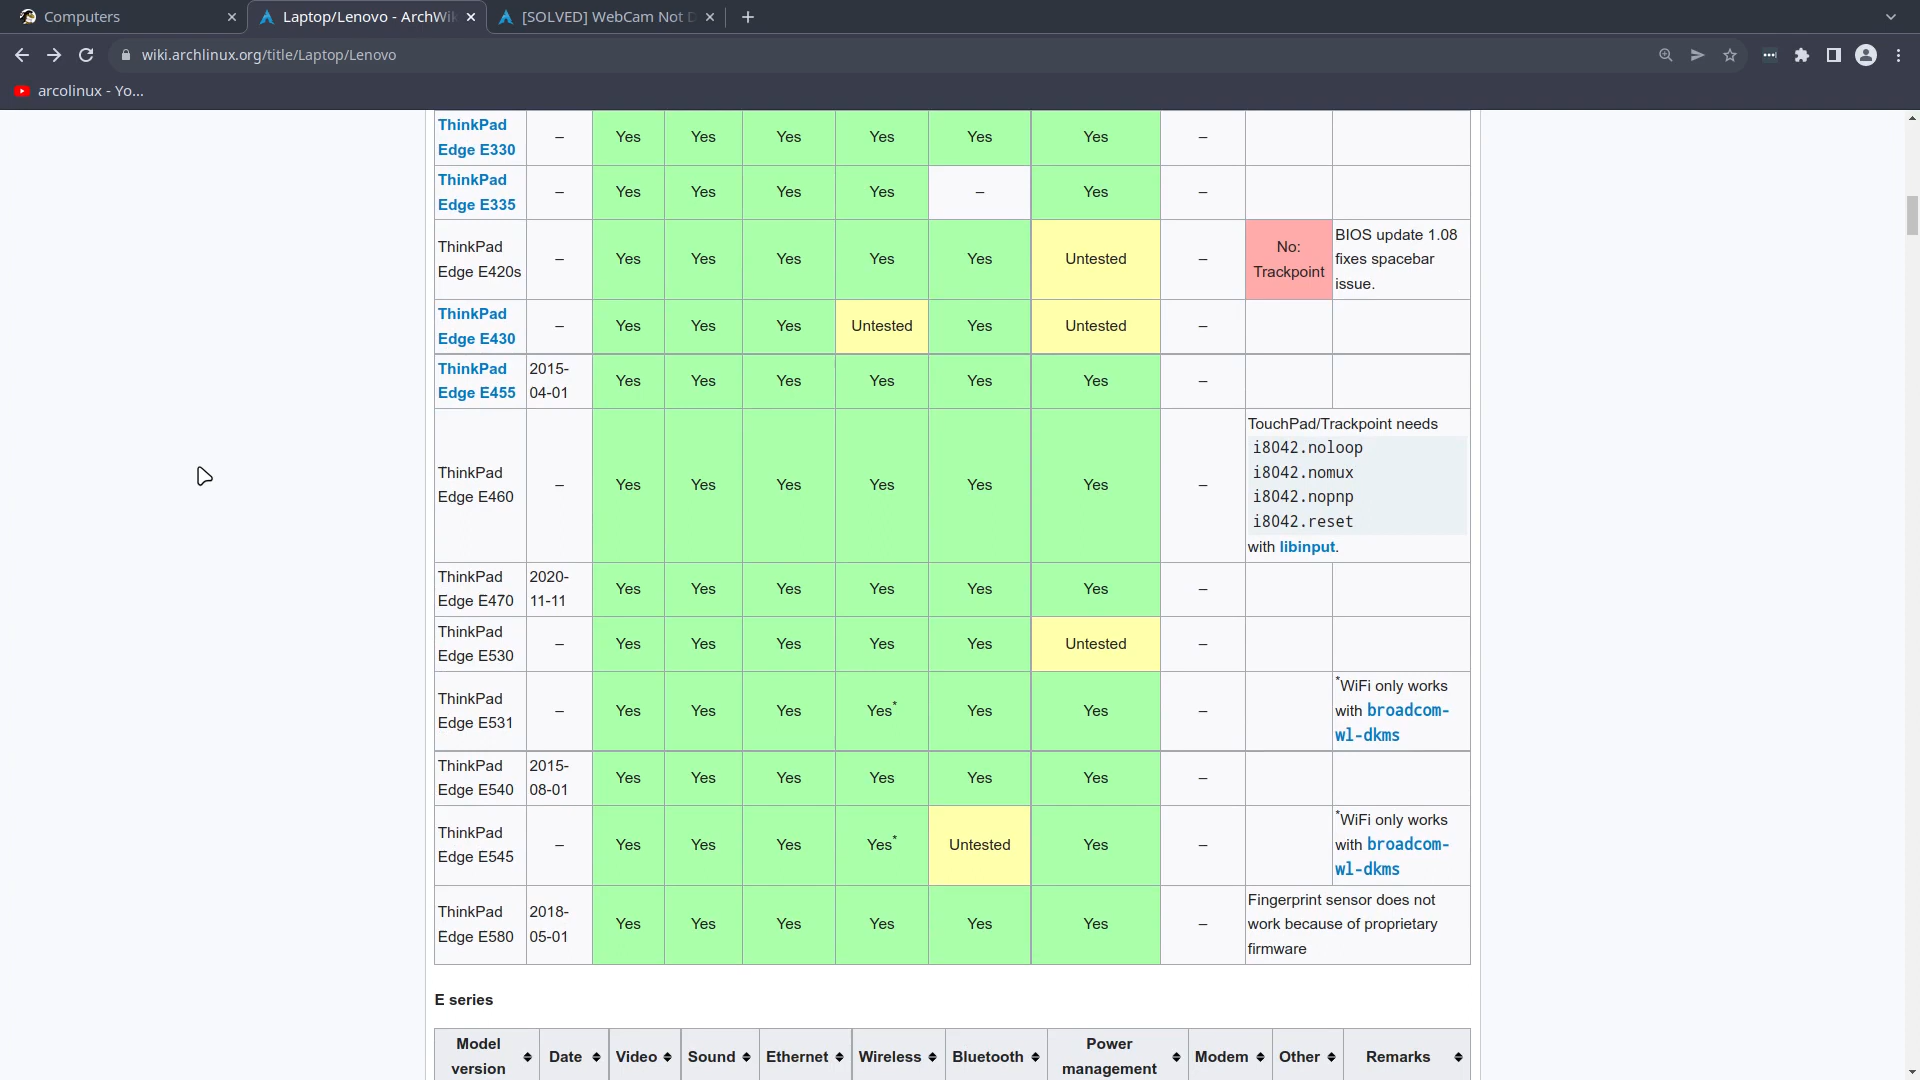 Computers
Laptop/Lenovo - ArchWik
[SOLVED] WebCam Not D
wiki.archlinux.org/title/Laptop/Lenovo
arcolinux - Yo...
ThinkPad
Edge E330
– Yes Yes Yes Yes Yes Yes –
ThinkPad
Edge E335
– Yes Yes Yes Yes – Yes –
ThinkPad
Edge E420s
– Yes Yes Yes Yes Yes Untested –
No:
Trackpoint
BIOS update 1.08
fixes spacebar
issue.
ThinkPad
Edge E430
– Yes Yes Yes Untested Yes Untested –
ThinkPad
Edge E455
2015-
04-01
Yes Yes Yes Yes Yes Yes –
ThinkPad
Edge E460
– Yes Yes Yes Yes Yes Yes –
TouchPad/Trackpoint needs
i8042.noloop
i8042.nomux
i8042.nopnp
i8042.reset
with libinput.
ThinkPad
Edge E470
2020-
11-11
Yes Yes Yes Yes Yes Yes –
ThinkPad
Edge E530
– Yes Yes Yes Yes Yes Untested –
ThinkPad
Edge E531
– Yes Yes Yes Yes* Yes Yes –
*WiFi only works
with broadcom-
wl-dkms
ThinkPad
Edge E540
2015-
08-01
Yes Yes Yes Yes Yes Yes –
ThinkPad
Edge E545
– Yes Yes Yes Yes* Untested Yes –
*WiFi only works
with broadcom-
wl-dkms
ThinkPad
Edge E580
2018-
05-01
Yes Yes Yes Yes Yes Yes –
Fingerprint sensor does not
work because of proprietary
firmware
E series
Model
version
Date Video Sound Ethernet Wireless Bluetooth
Power
management
Modem Other Remarks